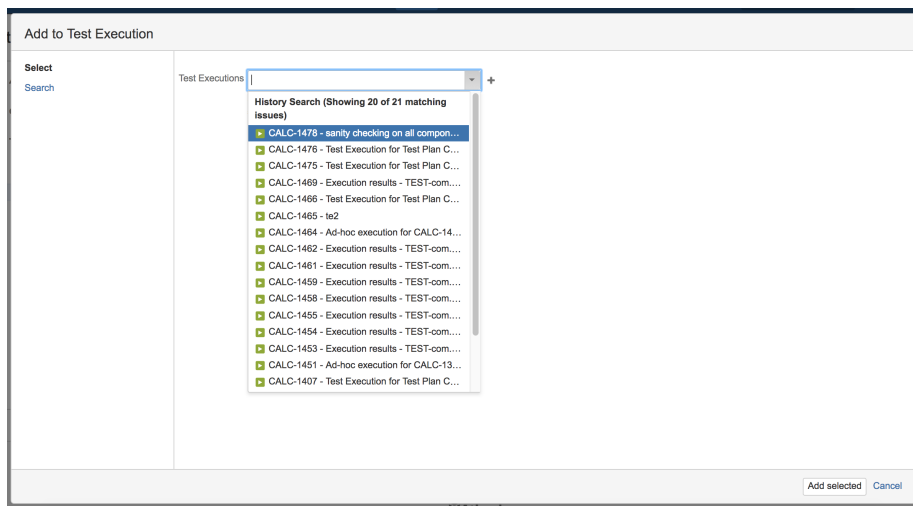 Add to Test Execution
Select
Search
Test Executions
+
History Search (Showing 20 of 21 matching
issues)
CALC-1478 - sanity checking on all compon...
CALC-1476 - Test Execution for Test Plan C...
CALC-1475 - Test Execution for Test Plan C...
CALC-1469 - Execution results - TEST-com....
CALC-1466 - Test Execution for Test Plan C...
CALC-1465 - te2
CALC-1464 - Ad-hoc execution for CALC-14...
CALC-1462 - Execution results - TEST-com....
CALC-1461 - Execution results - TEST-com....
CALC-1459 - Execution results - TEST-com....
CALC-1458 - Execution results - TEST-com....
CALC-1455 - Execution results - TEST-com....
CALC-1454 - Execution results - TEST-com....
CALC-1453 - Execution results - TEST-com....
CALC-1451 - Ad-hoc execution for CALC-13...
CALC-1407 - Test Execution for Test Plan C...
Add selected Cancel